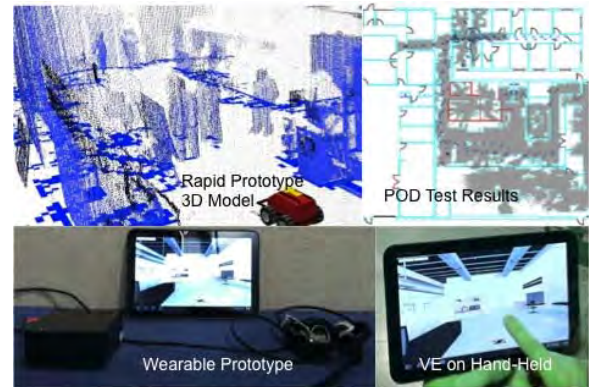 Rapid Prototype
3D Model
POD Test Results
Wearable Prototype
VE on Hand-Held